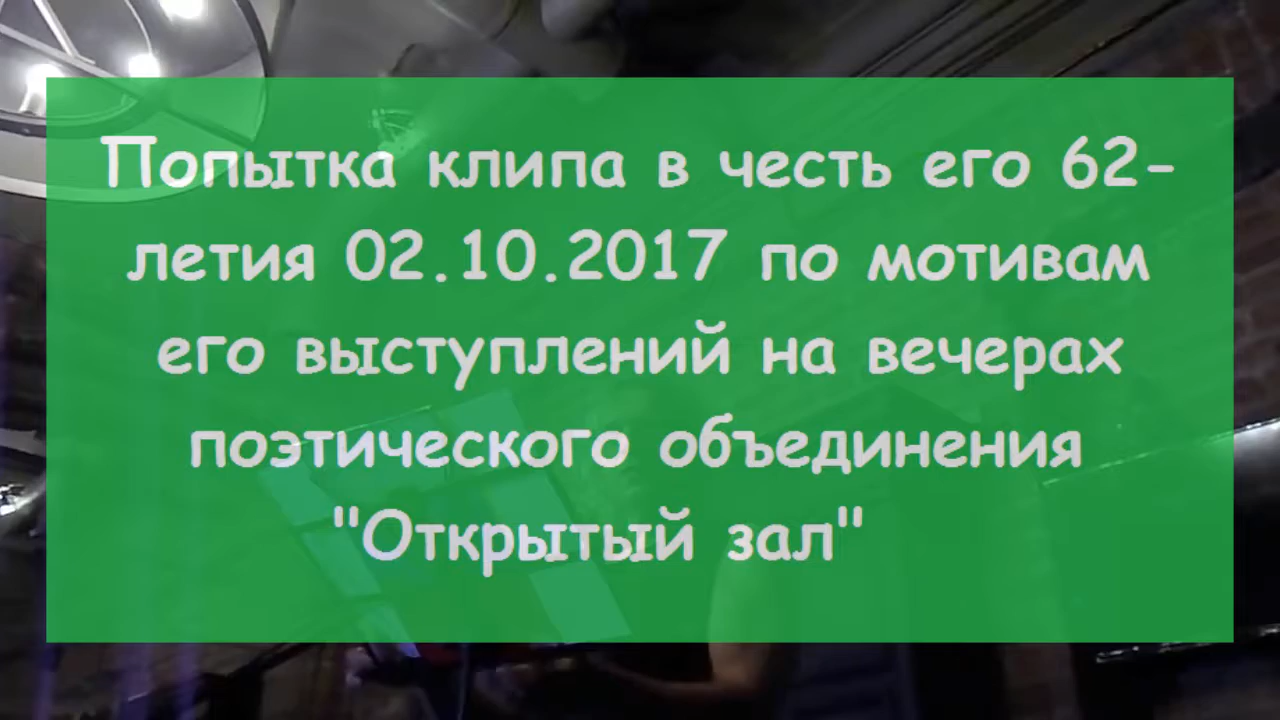 Попытка клипа в честь его 62-
летия 02.10.2017 по мотивам
его выступлений на вечерах
поэтического объединения
"Открытый зал"